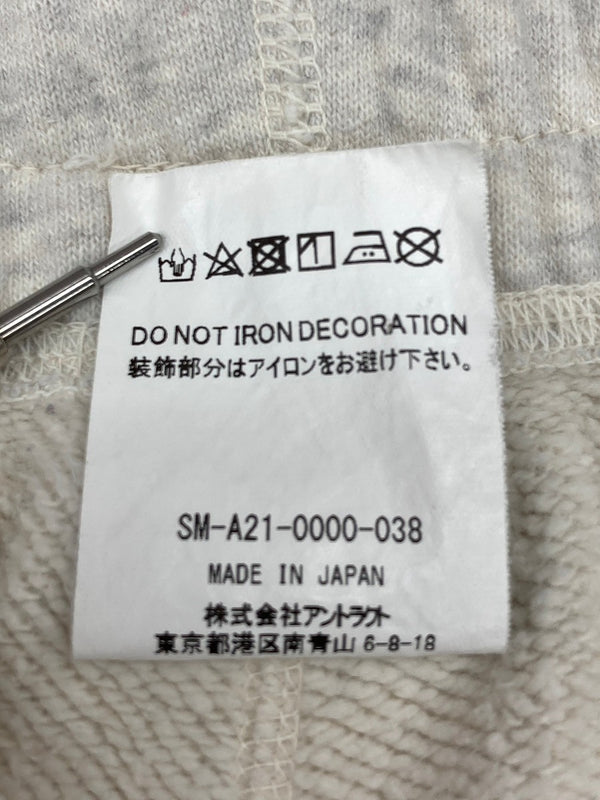 DO NOT IRON DECORATION
装飾部分はアイロンをお避け下さい。
SM-A21-0000-038
MADE IN JAPAN
株式会社アントラクト
東京都港区南青山 6-8-18